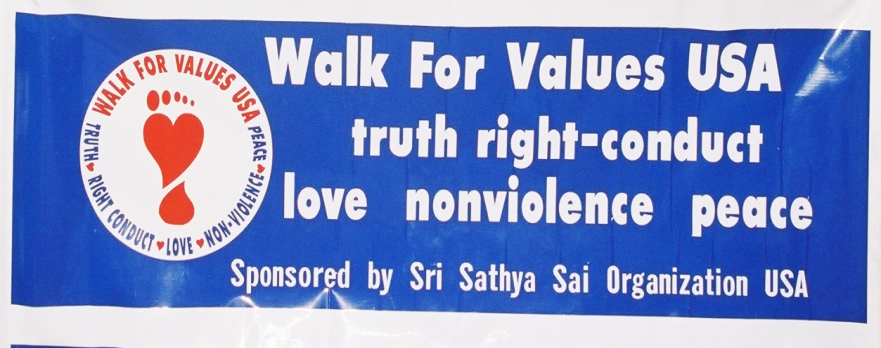 WALK FOR VALUES USA
TRUTH ♥ RIGHT CONDUCT ♥ LOVE ♥ NON-VIOLENCE ♥ PEACE
Walk For Values USA
truth right-conduct
love nonviolence peace
Sponsored by Sri Sathya Sai Organization USA